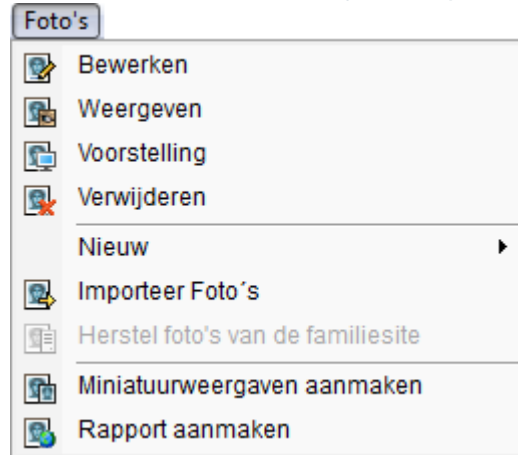 Foto's
Bewerken
Weergeven
Voorstelling
Verwijderen
Nieuw
Importeer Foto´s
Herstel foto's van de familiesite
Miniatuurweergaven aanmaken
Rapport aanmaken